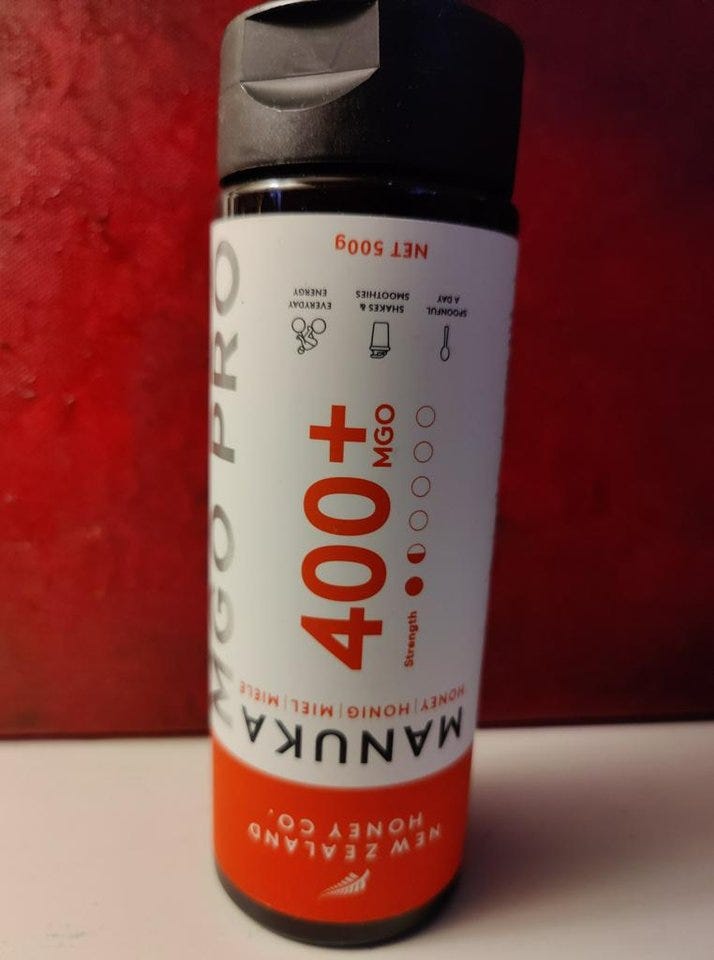 NEW ZEALAND
HONEY CO.
MANUKA
HONEY | HONIG | MIEL | MIELE
MGO PRO
400+
MGO
Strength
SPOONFUL
A DAY
SHAKES &
SMOOTHIES
EVERYDAY
ENERGY
NET 500g